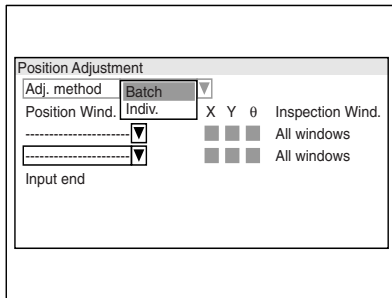 Position Adjustment
Adj. method Batch
Position Wind. Indiv. X Y θ Inspection Wind.
---------------------- All windows
---------------------- All windows
Input end